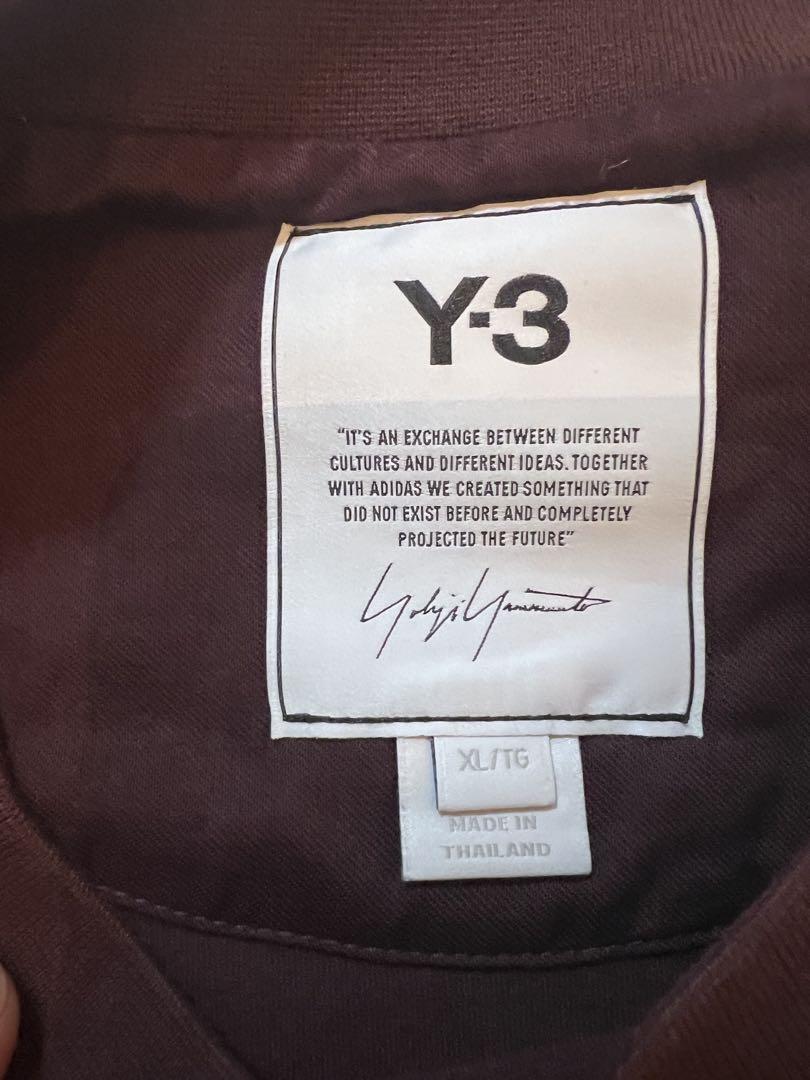 Y-3
"IT'S AN EXCHANGE BETWEEN DIFFERENT
CULTURES AND DIFFERENT IDEAS. TOGETHER
WITH ADIDAS WE CREATED SOMETHING THAT
DID NOT EXIST BEFORE AND COMPLETELY
PROJECTED THE FUTURE"
Yohji Yamamoto
XL/TG
MADE IN
THAILAND